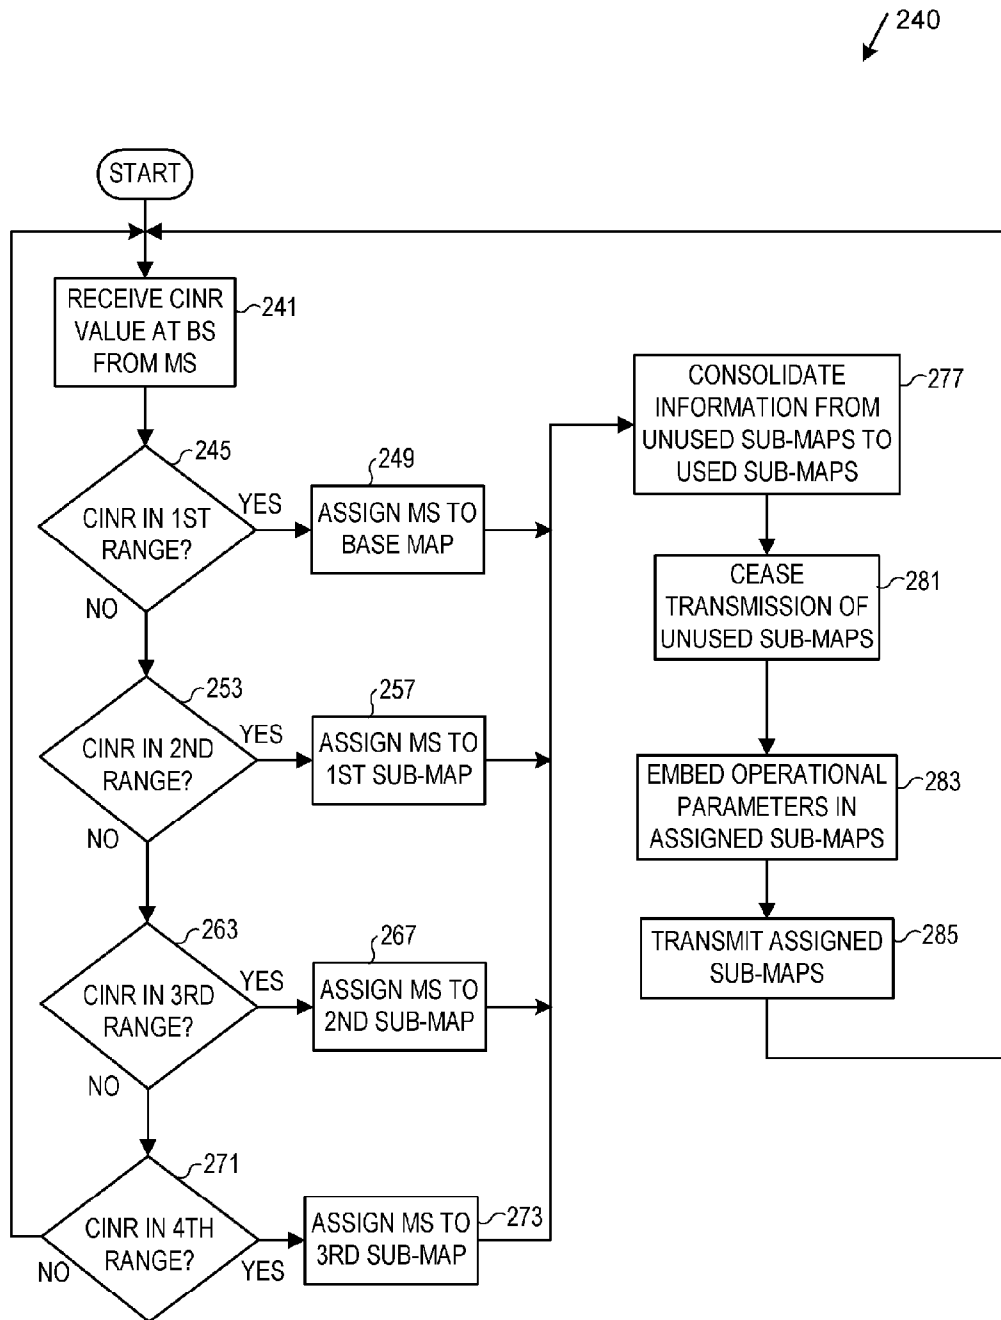 240
START
RECEIVE CINR
VALUE AT BS
FROM MS
241
245
CINR IN 1ST
RANGE?
YES
NO
249
ASSIGN MS TO
BASE MAP
253
CINR IN 2ND
RANGE?
YES
NO
257
ASSIGN MS TO
1ST SUB-MAP
263
CINR IN 3RD
RANGE?
YES
NO
267
ASSIGN MS TO
2ND SUB-MAP
271
CINR IN 4TH
RANGE?
NO
YES
ASSIGN MS TO
3RD SUB-MAP
273
CONSOLIDATE
INFORMATION FROM
UNUSED SUB-MAPS TO
USED SUB-MAPS
277
CEASE
TRANSMISSION OF
UNUSED SUB-MAPS
281
EMBED OPERATIONAL
PARAMETERS IN
ASSIGNED SUB-MAPS
283
TRANSMIT ASSIGNED
SUB-MAPS
285